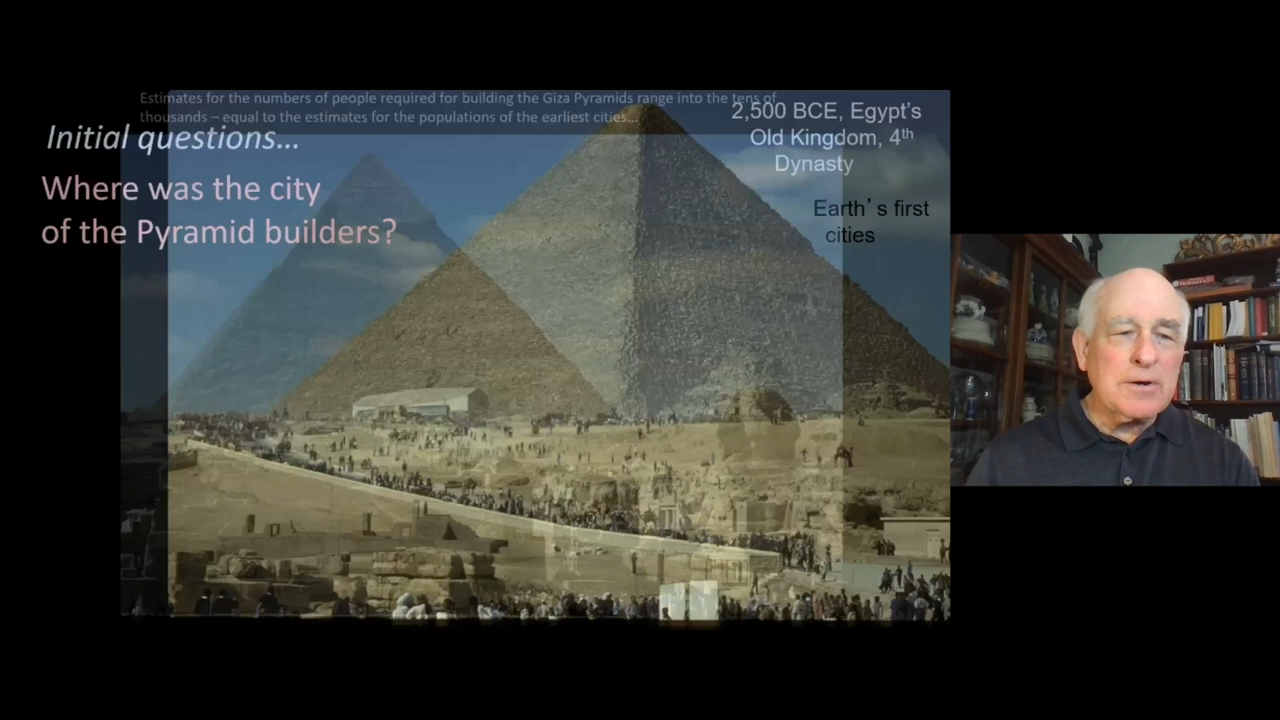 Estimates for the numbers of people required for building the Giza Pyramids range into the tens of
thousands – equal to the estimates for the populations of the earliest cities...
Initial questions...
Where was the city
of the Pyramid builders?
2,500 BCE, Egypt’s
Old Kingdom, 4th
Dynasty
Earth’s first
cities